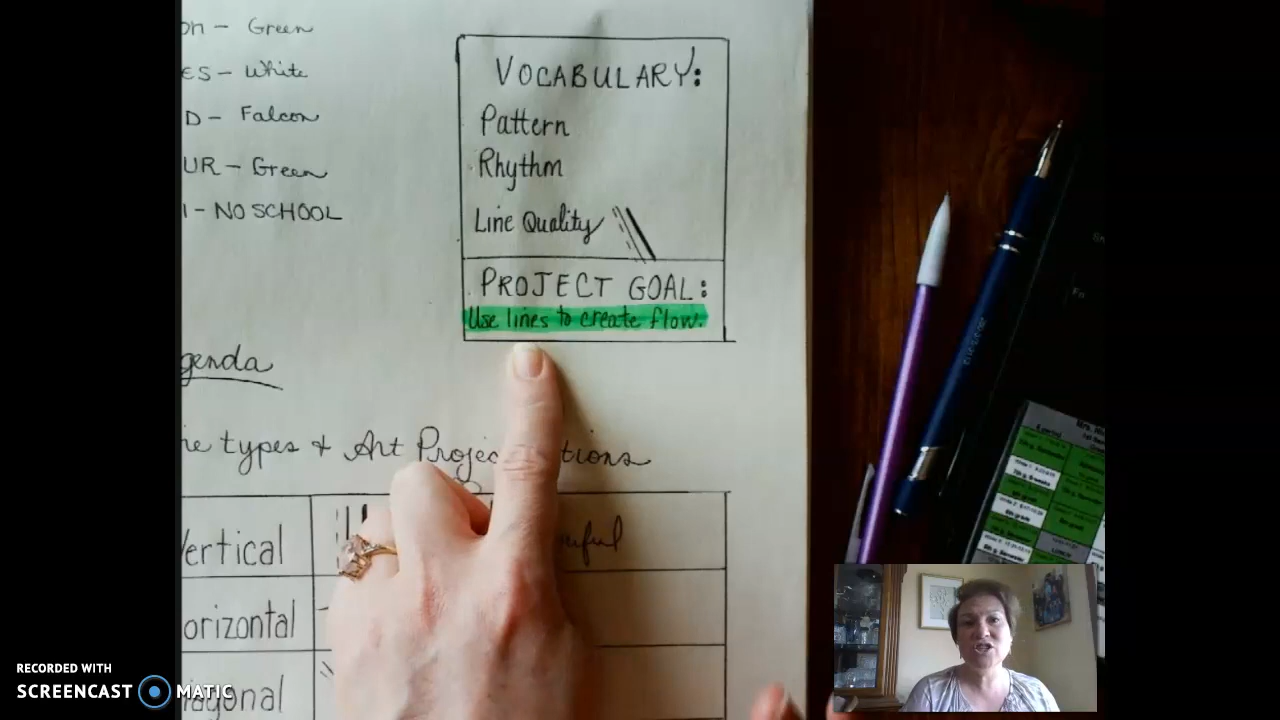 on - Green
ES - White
D - Falcon
UR - Green
I - NO SCHOOL
VOCABULARY:
Pattern
Rhythm
Line Quality
PROJECT GOAL:
Use lines to create flow.
genda
ne types + Art Projec tions
Vertical
orizontal
iagonal
RECORDED WITH
SCREENCAST MATIC